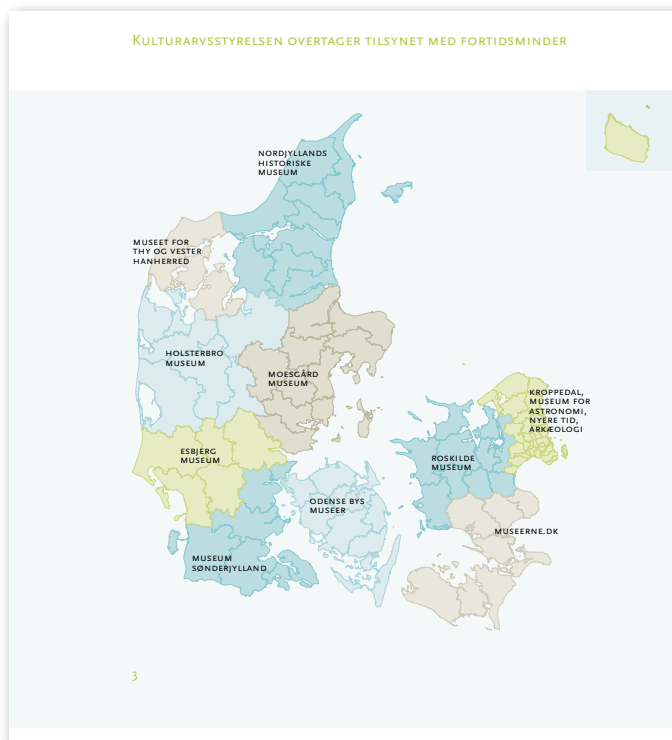 Kulturarvsstyrelsen overtager tilsynet med fortidsminder
NORDJYLLANDS
HISTORISKE
MUSEUM
MUSEET FOR
THY OG VESTER
HANHERRED
HOLSTERBRO
MUSEUM
MOESGÅRD
MUSEUM
KROPPEDAL,
MUSEUM FOR
ASTRONOMI,
NYERE TID,
ARKÆOLOGI
ESBJERG
MUSEUM
ROSKILDE
MUSEUM
ODENSE BYS
MUSEER
MUSEERNE.DK
MUSEUM
SØNDERJYLLAND
3